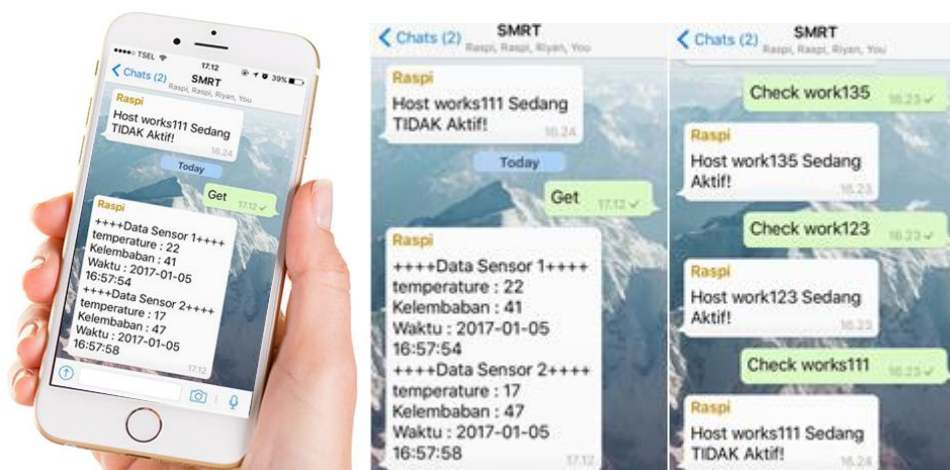 TSEL
17.12
39%
Chats (2)
SMRT
Raspi, Raspi, Riyan, You
Raspi
Host works111 Sedang
TIDAK Aktif!
16.24
Today
Get
17.12
Raspi
++++Data Sensor 1++++
temperature : 22
Kelembaban : 41
Waktu : 2017-01-05
16:57:54
++++Data Sensor 2++++
temperature : 17
Kelembaban : 47
Waktu : 2017-01-05
16:57:58
17.12
Chats (2)
SMRT
Raspi, Raspi, Riyan, You
Raspi
Host works111 Sedang
TIDAK Aktif!
16.24
Today
Get
17.12
Raspi
++++Data Sensor 1++++
temperature : 22
Kelembaban : 41
Waktu : 2017-01-05
16:57:54
++++Data Sensor 2++++
temperature : 17
Kelembaban : 47
Waktu : 2017-01-05
16:57:58
17.12
Chats (2)
SMRT
Raspi, Raspi, Riyan, You
Check work135
16.23
Raspi
Host work135 Sedang
Aktif!
16.23
Check work123
16.23
Raspi
Host work123 Sedang
Aktif!
16.23
Check works111
16.23
Raspi
Host works111 Sedang
TIDAK Aktif!
16.24